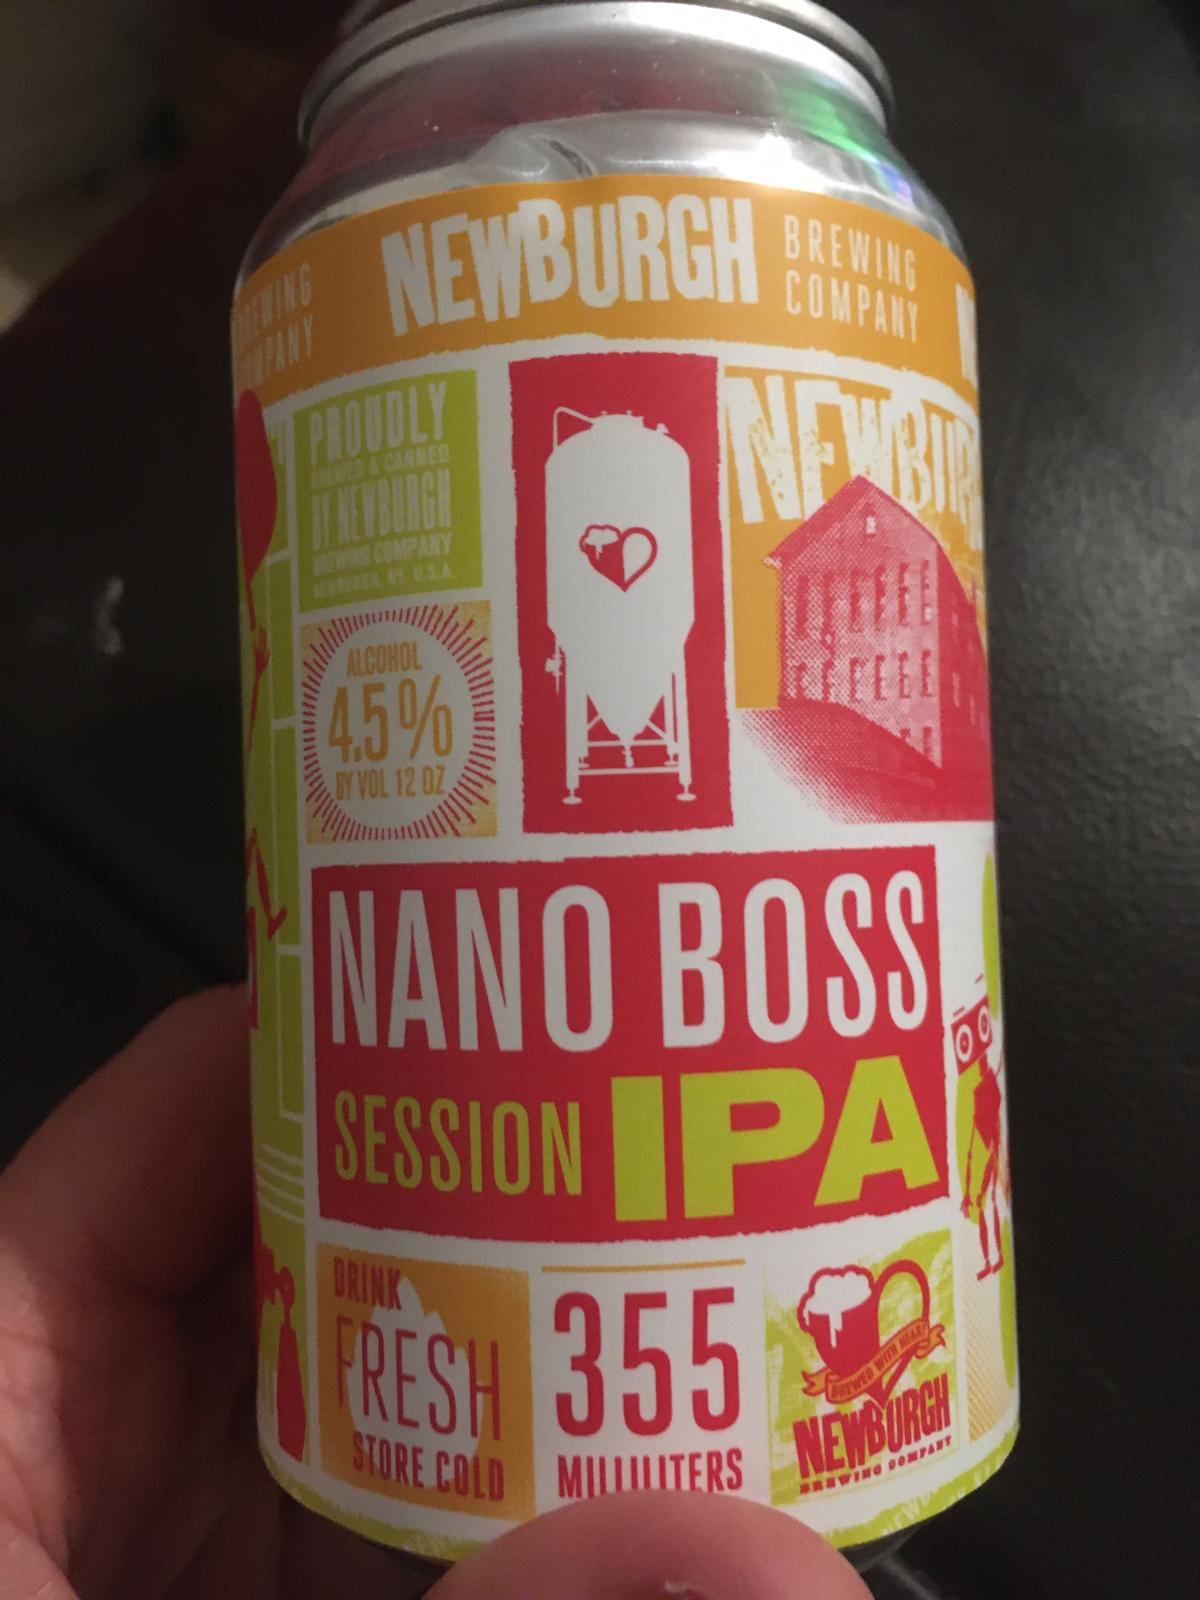 NEWBURGH
BREWING
COMPANY
BREWING
COMPANY
PROUDLY
BREWED & CANNED
BY NEWBURGH
BREWING COMPANY
NEWBURGH, NY, U.S.A.
NEWBURGH
ALCOHOL
4.5%
BY VOL 12 OZ
NANO BOSS
SESSION IPA
DRINK
FRESH
STORE COLD
355
MILLILITERS
BREWED WITH HEART
NEWBURGH
BREWING COMPANY